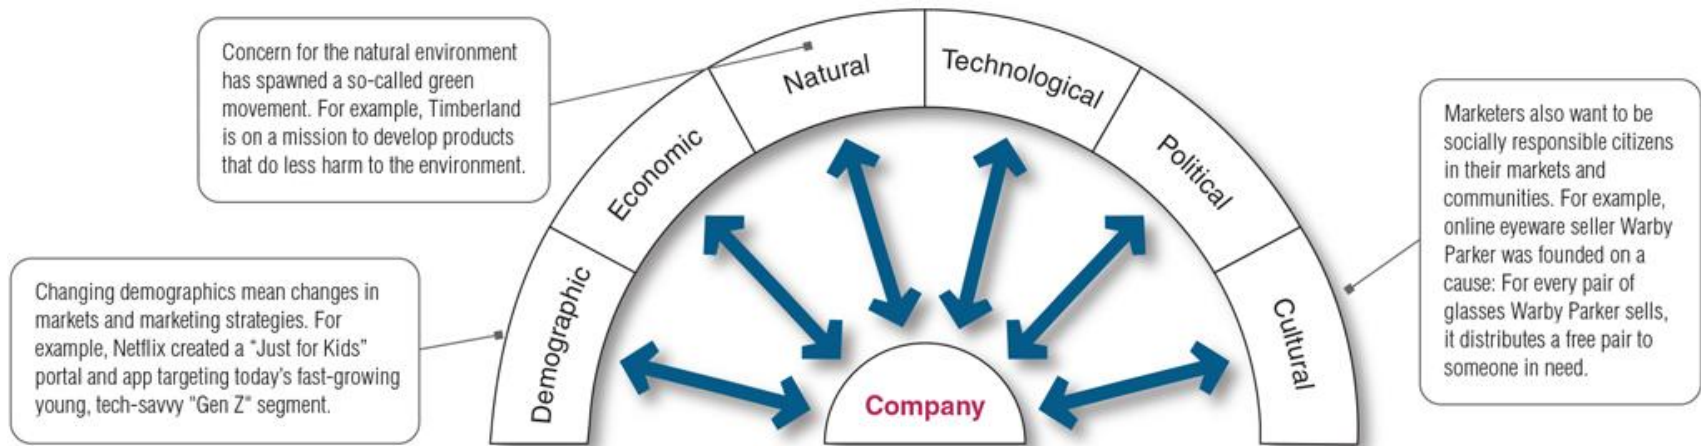 Concern for the natural environment
has spawned a so-called green
movement. For example, Timberland
is on a mission to develop products
that do less harm to the environment.
Changing demographics mean changes in
markets and marketing strategies. For
example, Netflix created a "Just for Kids"
portal and app targeting today's fast-growing
young, tech-savvy "Gen Z" segment.
Demographic
Economic
Natural
Technological
Political
Cultural
Company
Marketers also want to be
socially responsible citizens
in their markets and
communities. For example,
online eyeware seller Warby
Parker was founded on a
cause: For every pair of
glasses Warby Parker sells,
it distributes a free pair to
someone in need.